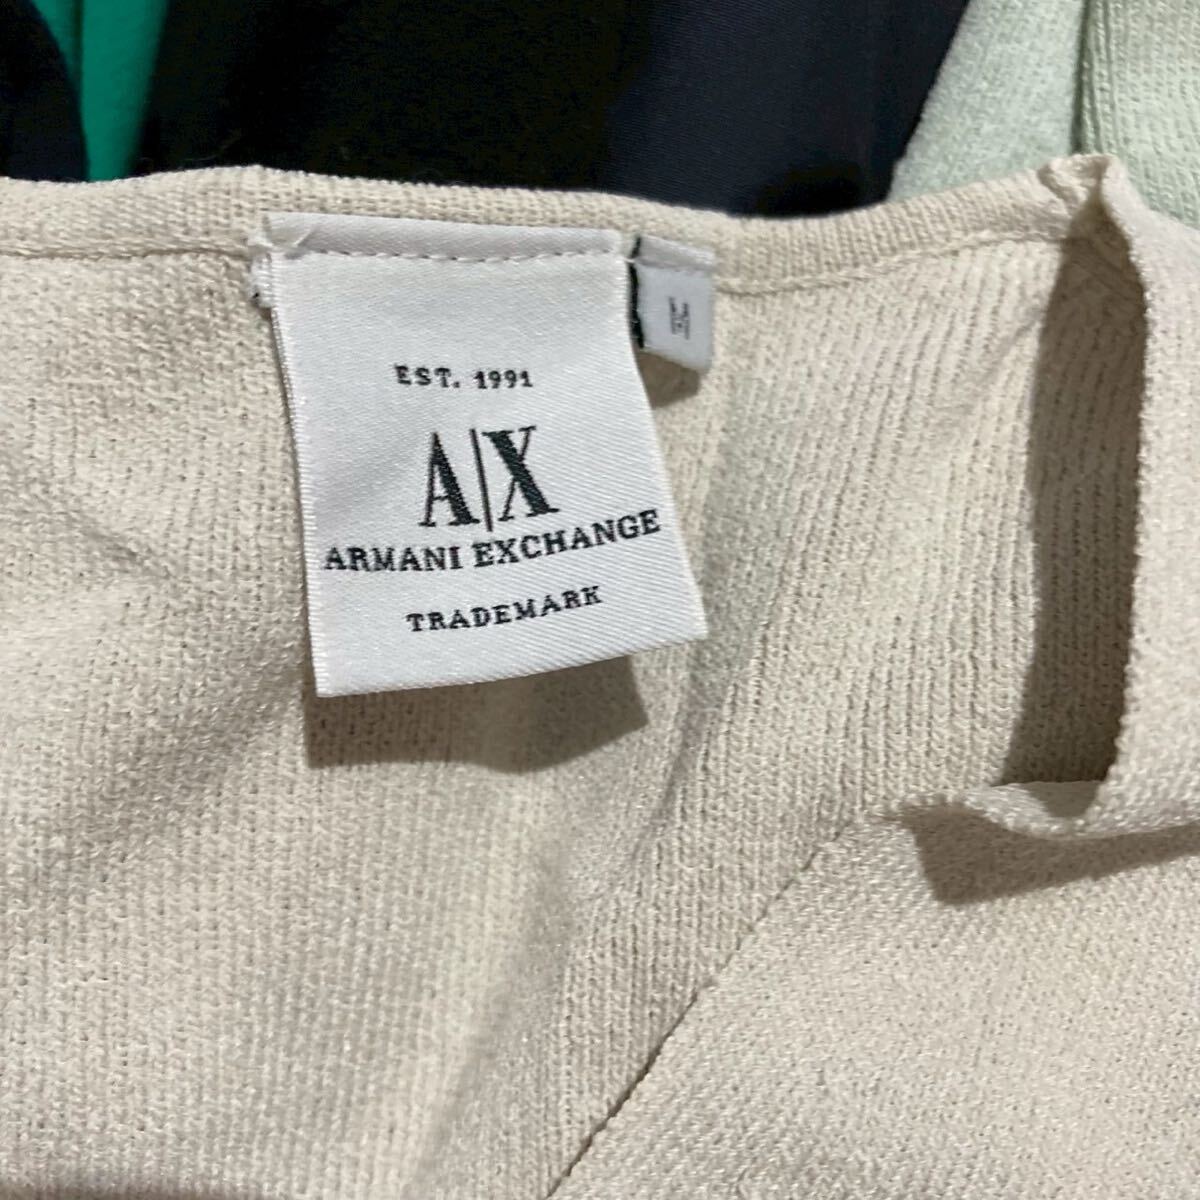 EST. 1991
A|X
ARMANI EXCHANGE
TRADEMARK
M